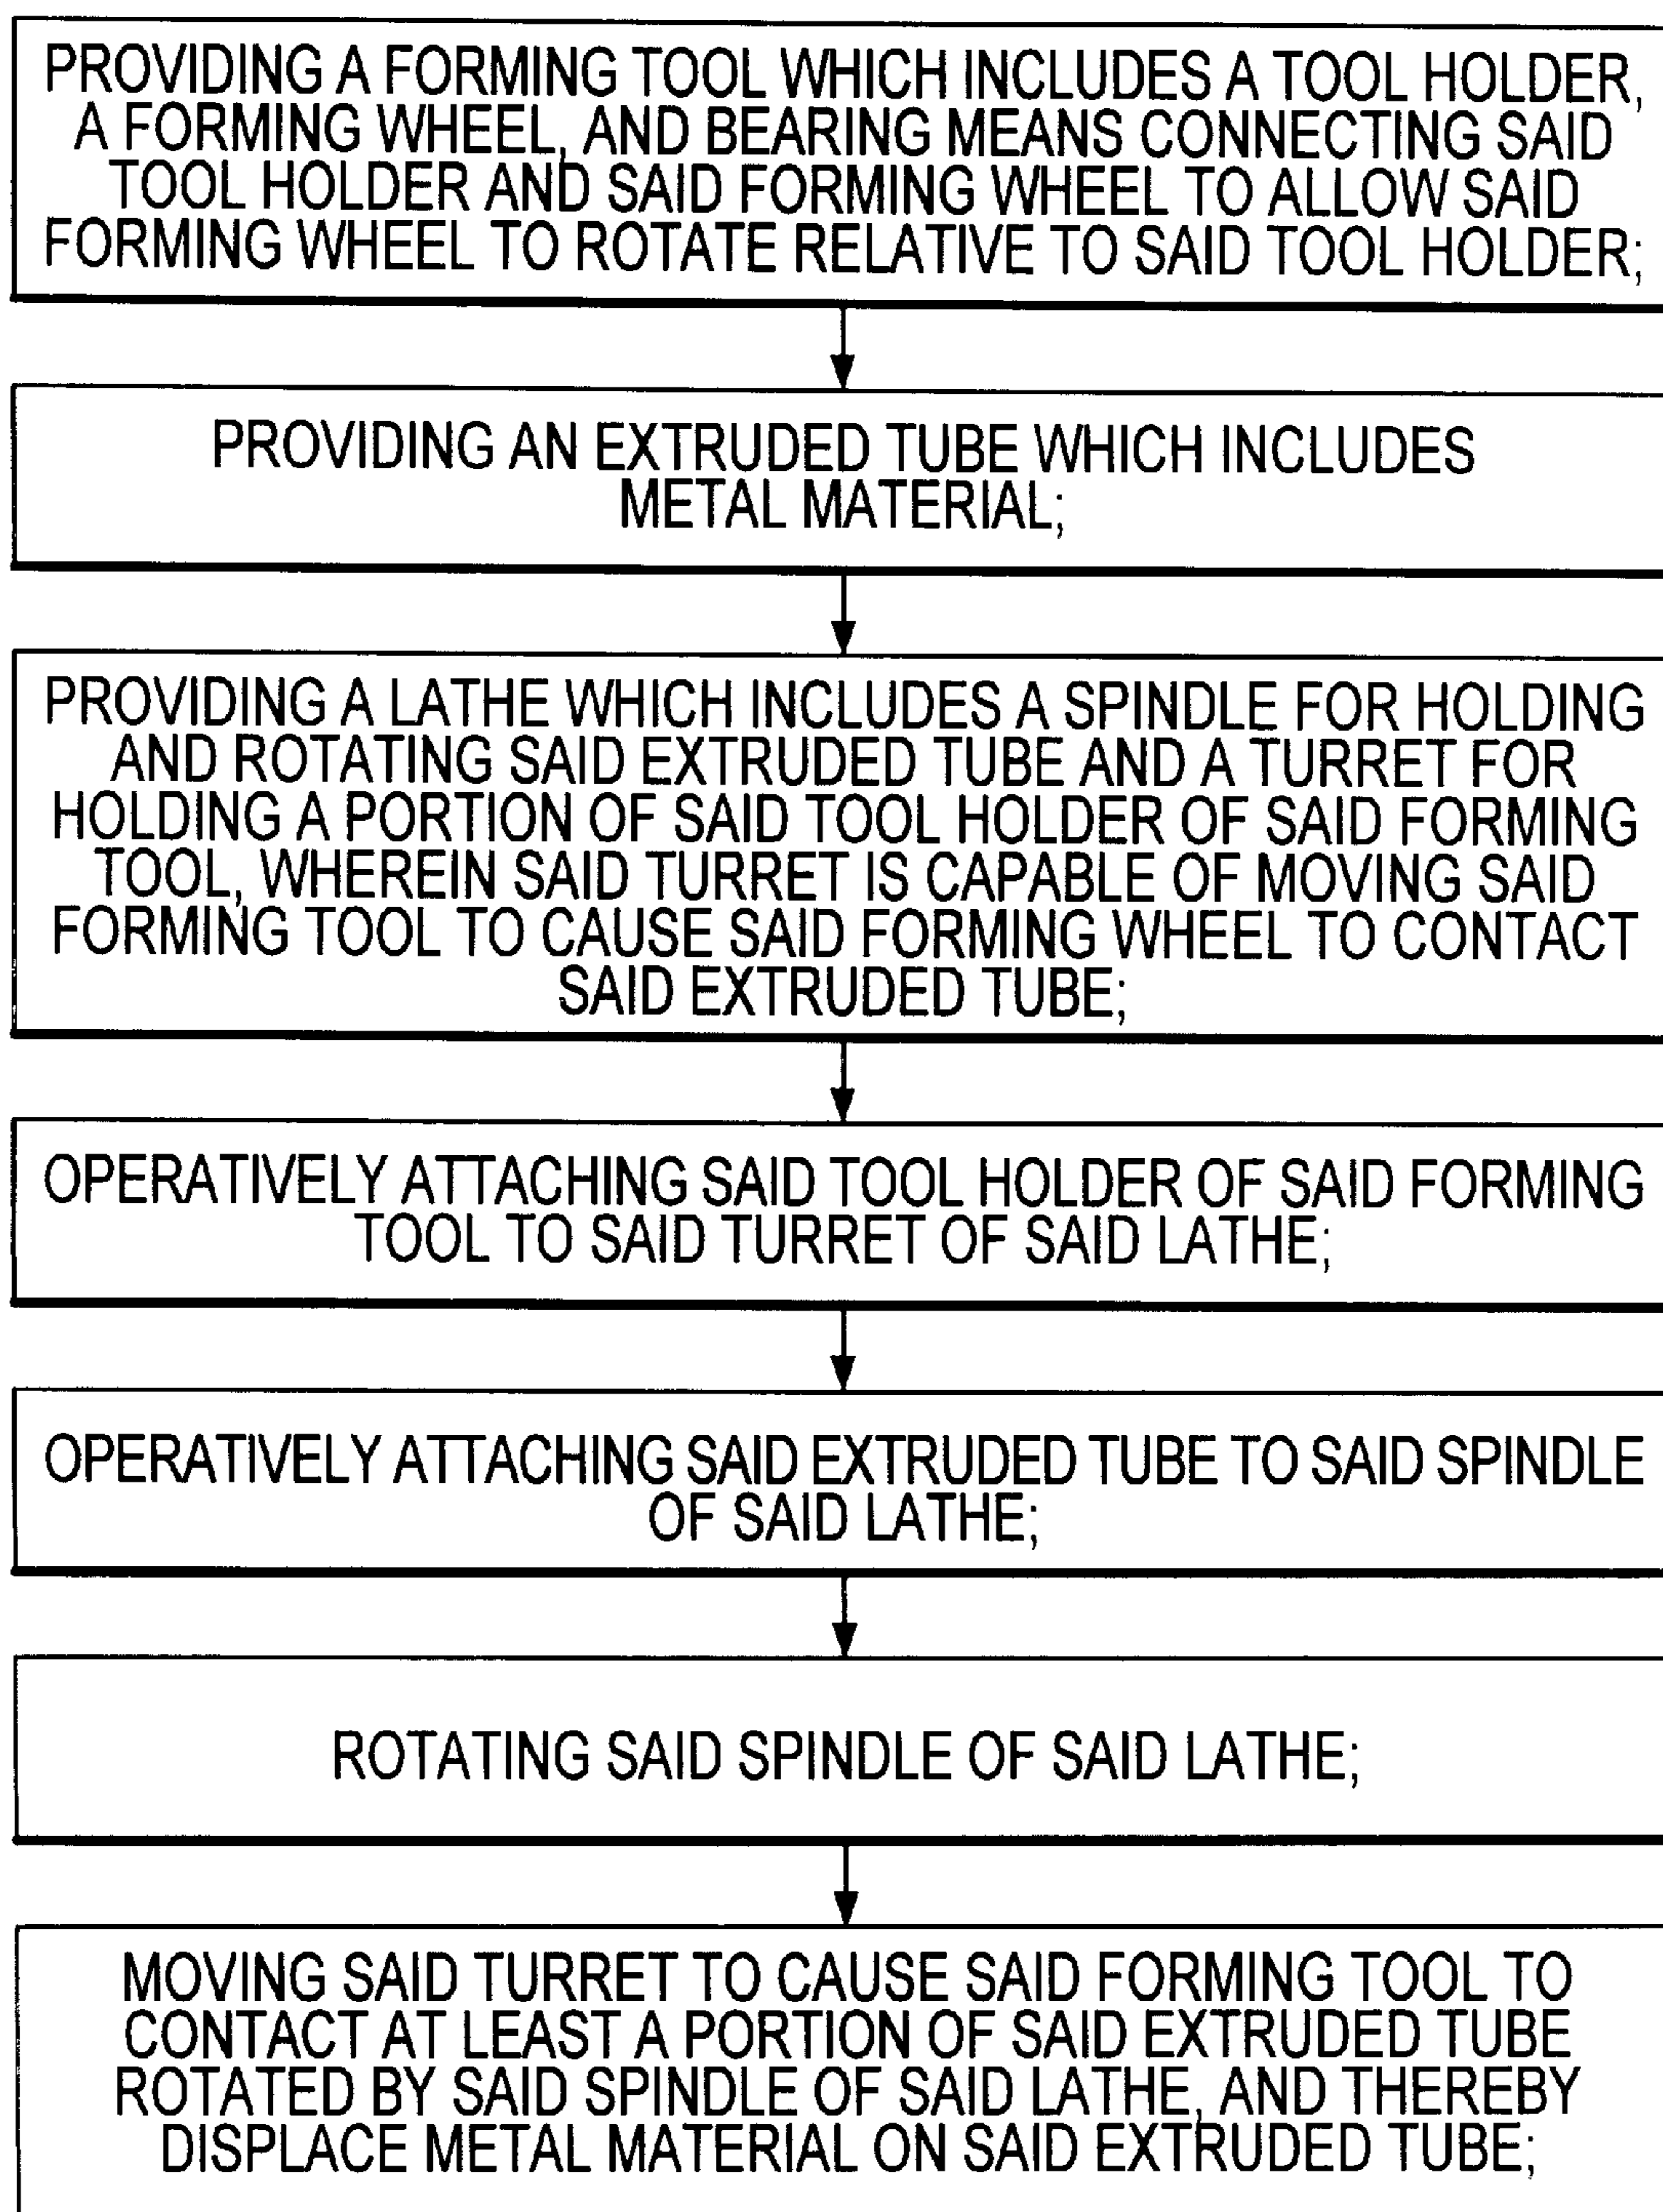 PROVIDING A FORMING TOOL WHICH INCLUDES A TOOL HOLDER,
A FORMING WHEEL, AND BEARING MEANS CONNECTING SAID
TOOL HOLDER AND SAID FORMING WHEEL TO ALLOW SAID
FORMING WHEEL TO ROTATE RELATIVE TO SAID TOOL HOLDER;
PROVIDING AN EXTRUDED TUBE WHICH INCLUDES
METAL MATERIAL;
PROVIDING A LATHE WHICH INCLUDES A SPINDLE FOR HOLDING
AND ROTATING SAID EXTRUDED TUBE AND A TURRET FOR
HOLDING A PORTION OF SAID TOOL HOLDER OF SAID FORMING
TOOL, WHEREIN SAID TURRET IS CAPABLE OF MOVING SAID
FORMING TOOL TO CAUSE SAID FORMING WHEEL TO CONTACT
SAID EXTRUDED TUBE;
OPERATIVELY ATTACHING SAID TOOL HOLDER OF SAID FORMING
TOOL TO SAID TURRET OF SAID LATHE;
OPERATIVELY ATTACHING SAID EXTRUDED TUBE TO SAID SPINDLE
OF SAID LATHE;
ROTATING SAID SPINDLE OF SAID LATHE;
MOVING SAID TURRET TO CAUSE SAID FORMING TOOL TO
CONTACT AT LEAST A PORTION OF SAID EXTRUDED TUBE
ROTATED BY SAID SPINDLE OF SAID LATHE, AND THEREBY
DISPLACE METAL MATERIAL ON SAID EXTRUDED TUBE;